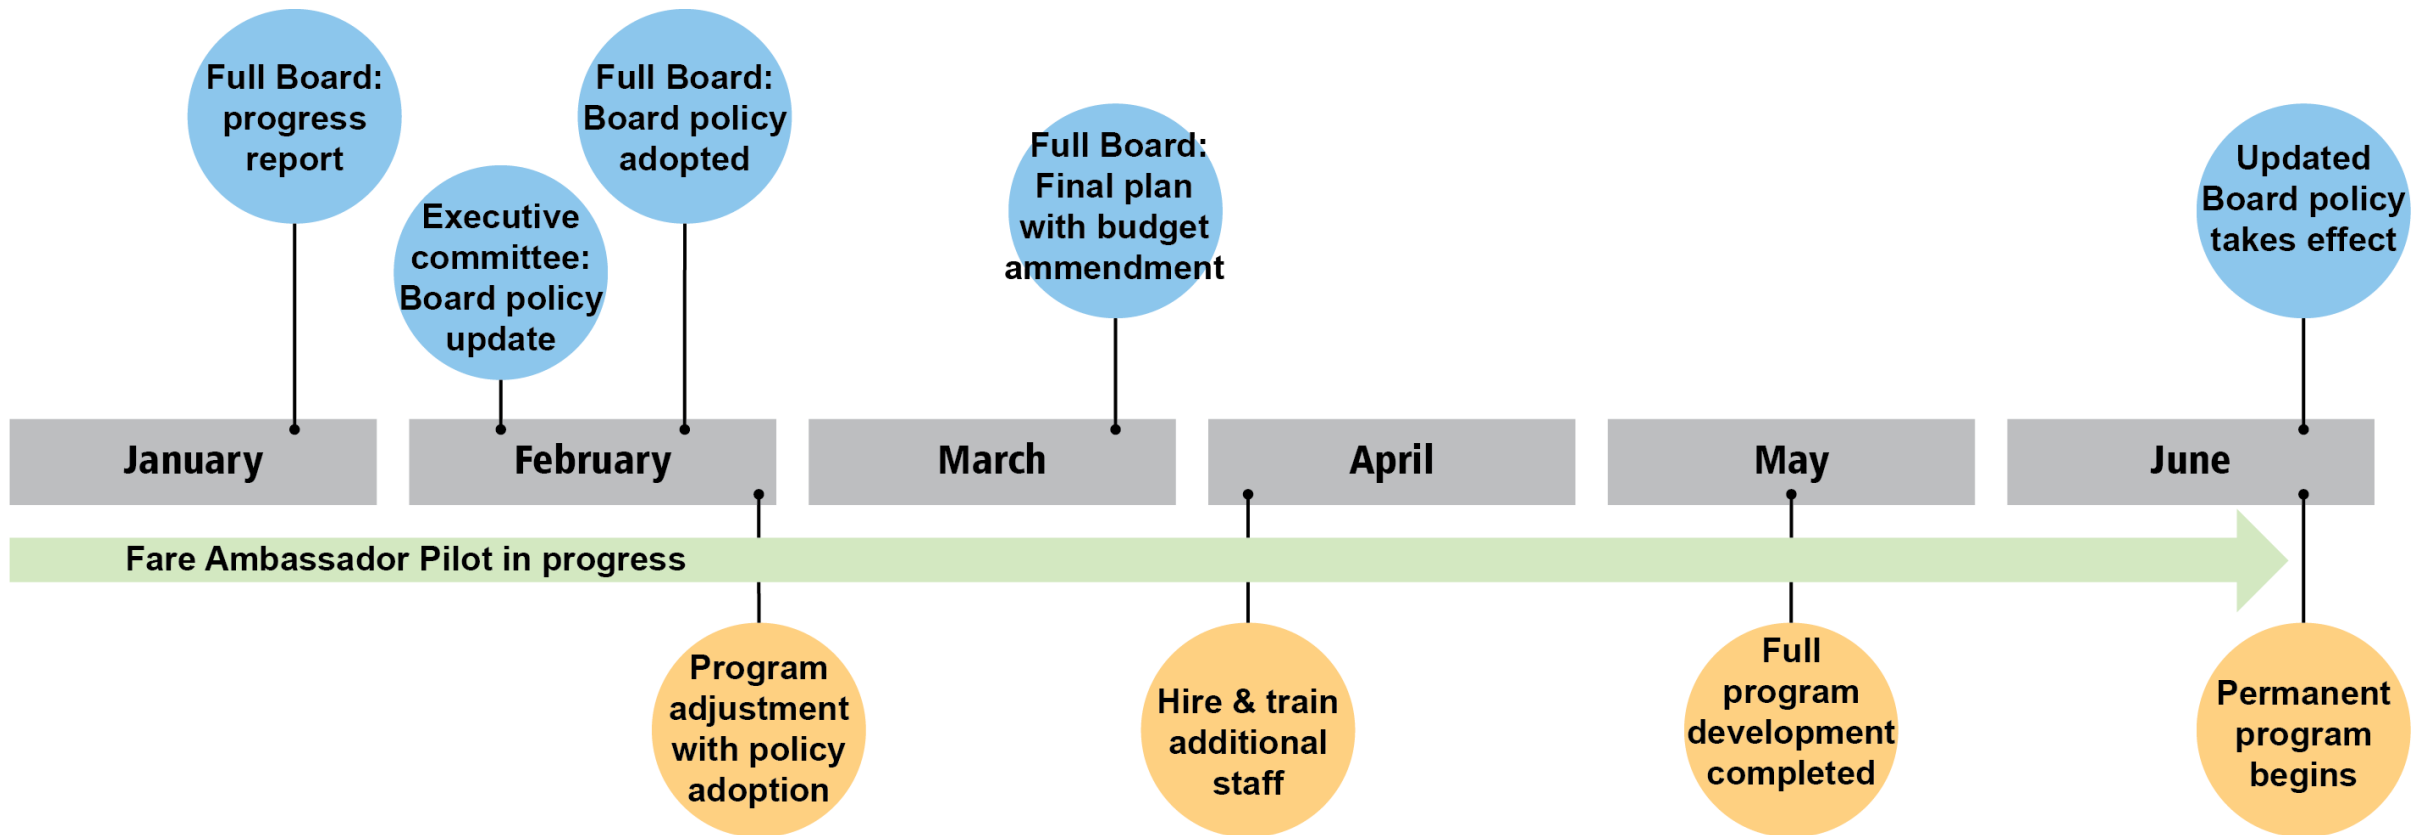 Full Board:
progress
report
Executive
committee:
Board policy
update
Full Board:
Board policy
adopted
Full Board:
Final plan
with budget
ammendment
Updated
Board policy
takes effect
January
February
March
April
May
June
Fare Ambassador Pilot in progress
Program
adjustment
with policy
adoption
Hire & train
additional
staff
Full
program
development
completed
Permanent
program
begins